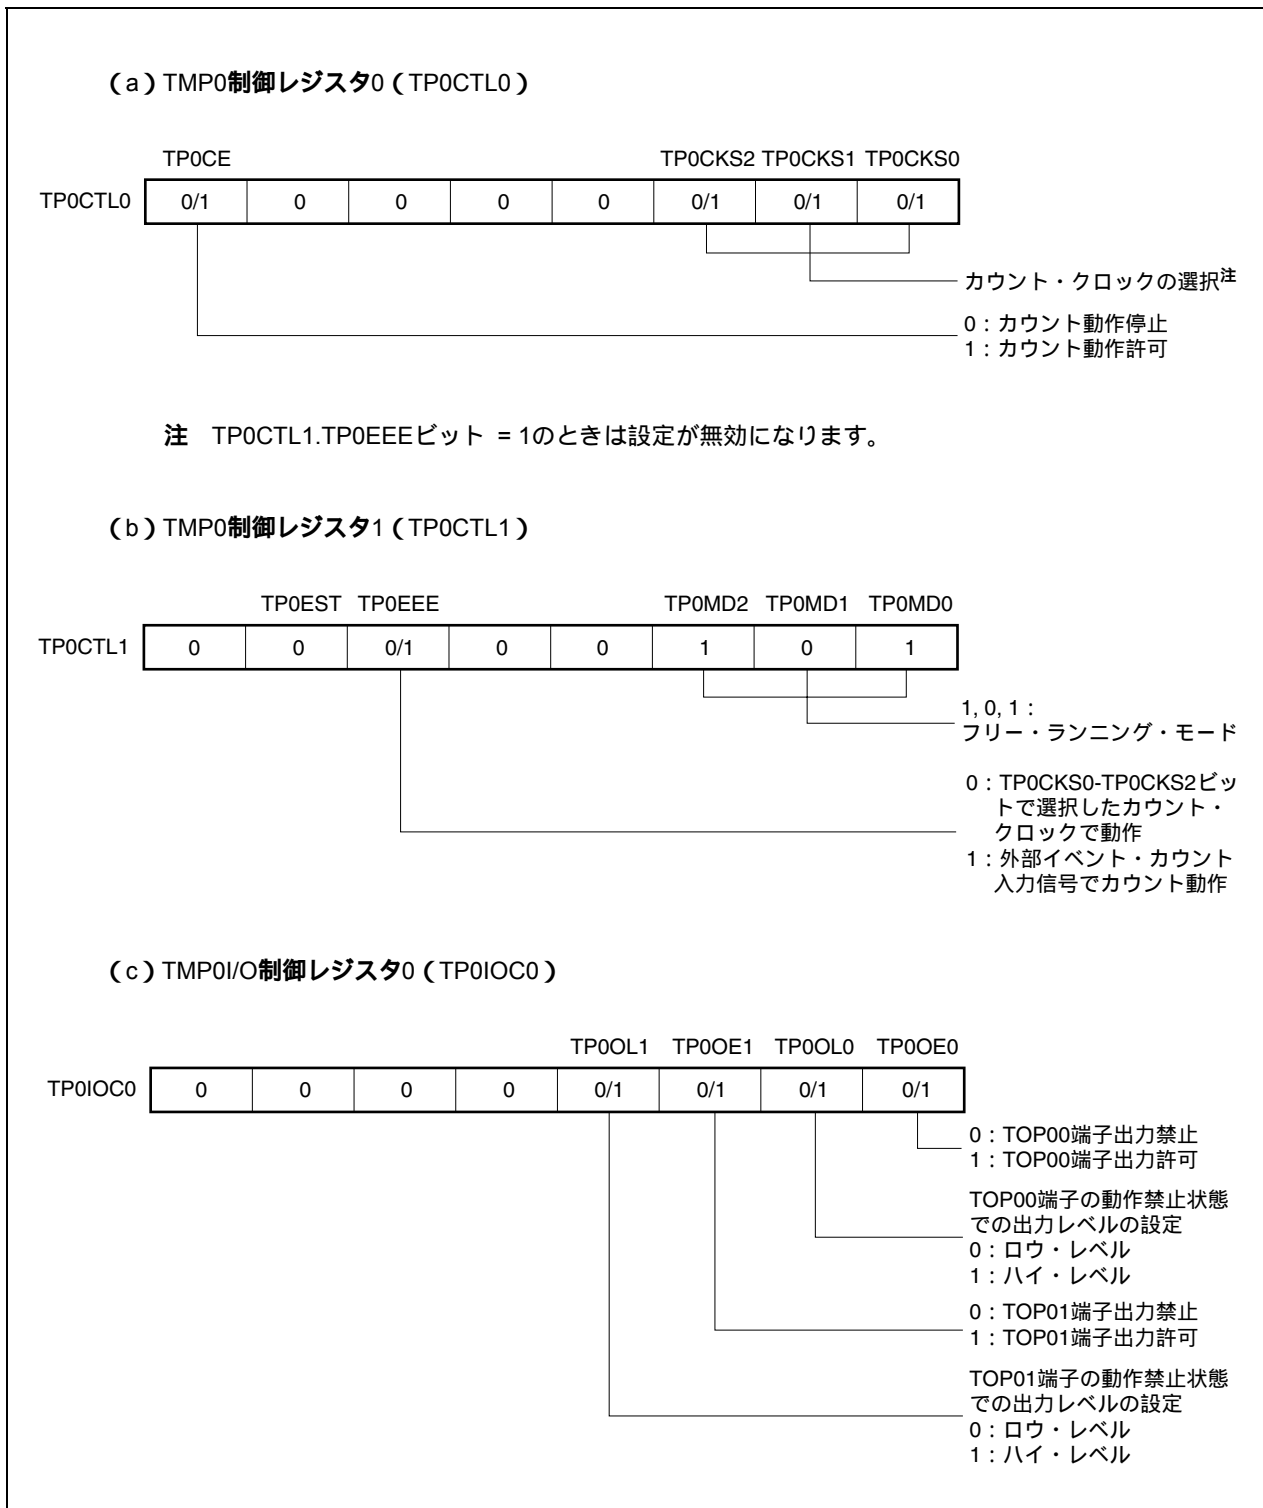 (a)TMP0制御レジスタ0(TP0CTL0)
TP0CE TP0CKS2 TP0CKS1 TP0CKS0
TP0CTL0 0/1 0 0 0 0 0/1 0/1 0/1
カウント・クロックの選択注
0：カウント動作停止
1：カウント動作許可
注 TP0CTL1.TP0EEEビット = 1のときは設定が無効になります。
(b)TMP0制御レジスタ1(TP0CTL1)
TP0EST TP0EEE TP0MD2 TP0MD1 TP0MD0
TP0CTL1 0 0 0/1 0 0 1 0 1
1, 0, 1：
フリー・ランニング・モード
0：TP0CKS0-TP0CKS2ビッ
トで選択したカウント・
クロックで動作
1：外部イベント・カウント
入力信号でカウント動作
(c)TMP0I/O制御レジスタ0(TP0IOC0)
TP0OL1 TP0OE1 TP0OL0 TP0OE0
TP0IOC0 0 0 0 0 0/1 0/1 0/1 0/1
0：TOP00端子出力禁止
1：TOP00端子出力許可
TOP00端子の動作禁止状態
での出力レベルの設定
0：ロウ・レベル
1：ハイ・レベル
0：TOP01端子出力禁止
1：TOP01端子出力許可
TOP01端子の動作禁止状態
での出力レベルの設定
0：ロウ・レベル
1：ハイ・レベル